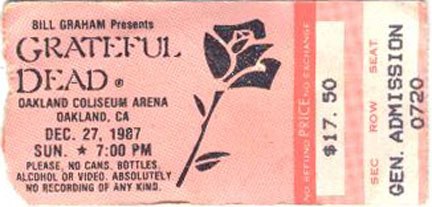 BILL GRAHAM Presents
GRATEFUL
DEAD ®
OAKLAND COLISEUM ARENA
OAKLAND, CA
DEC. 27, 1987
SUN. ★ 7:00 PM
PLEASE, NO CANS, BOTTLES,
ALCOHOL OR VIDEO. ABSOLUTELY
NO RECORDING OF ANY KIND.
NO REFUND PRICE NO EXCHANGE
$17.50
SEC ROW SEAT
GEN. ADMISSION
0720